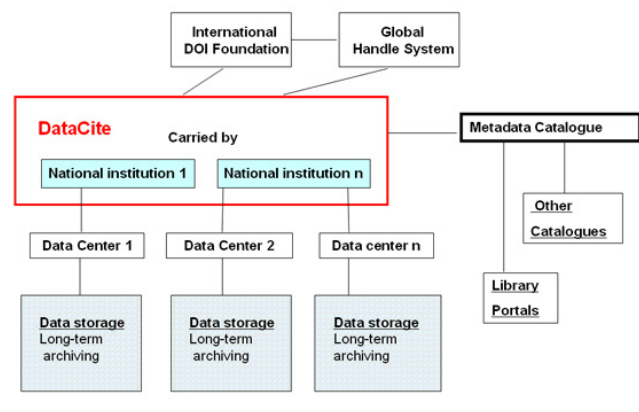 International
DOI Foundation
Global
Handle System
DataCite
Carried by
National institution 1
National institution n
Metadata Catalogue
Other
Catalogues
Library
Portals
Data Center 1
Data Center 2
Data center n
Data storage
Long-term
archiving
Data storage
Long-term
archiving
Data storage
Long-term
archiving